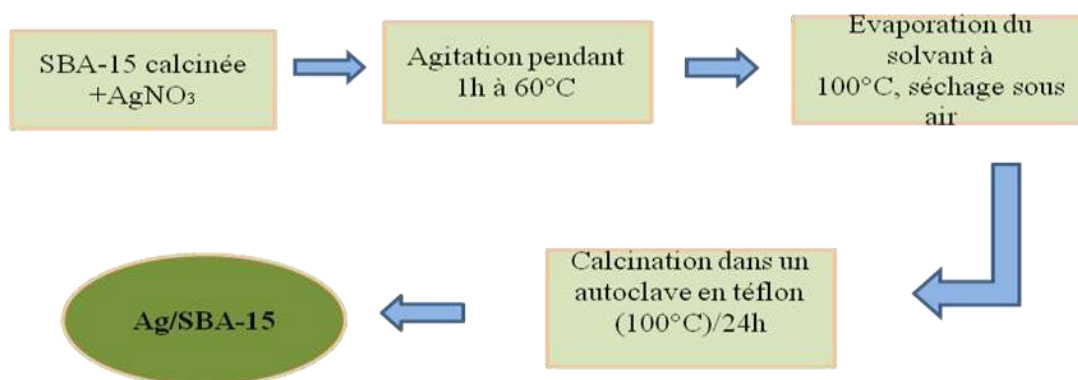 SBA-15 calcinée
+AgNO₃
Agitation pendant
1h à 60°C
Evaporation du
solvant à
100°C, séchage sous
air
Calcination dans un
autoclave en téflon
(100°C)/24h
Ag/SBA-15